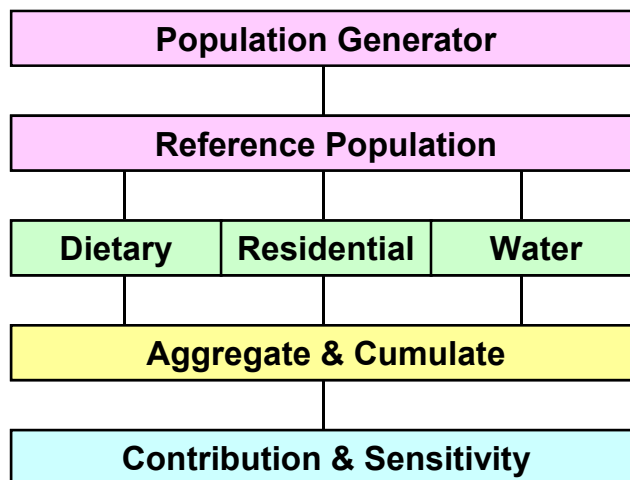 Population Generator
Reference Population
Dietary Residential Water
Aggregate & Cumulate
Contribution & Sensitivity